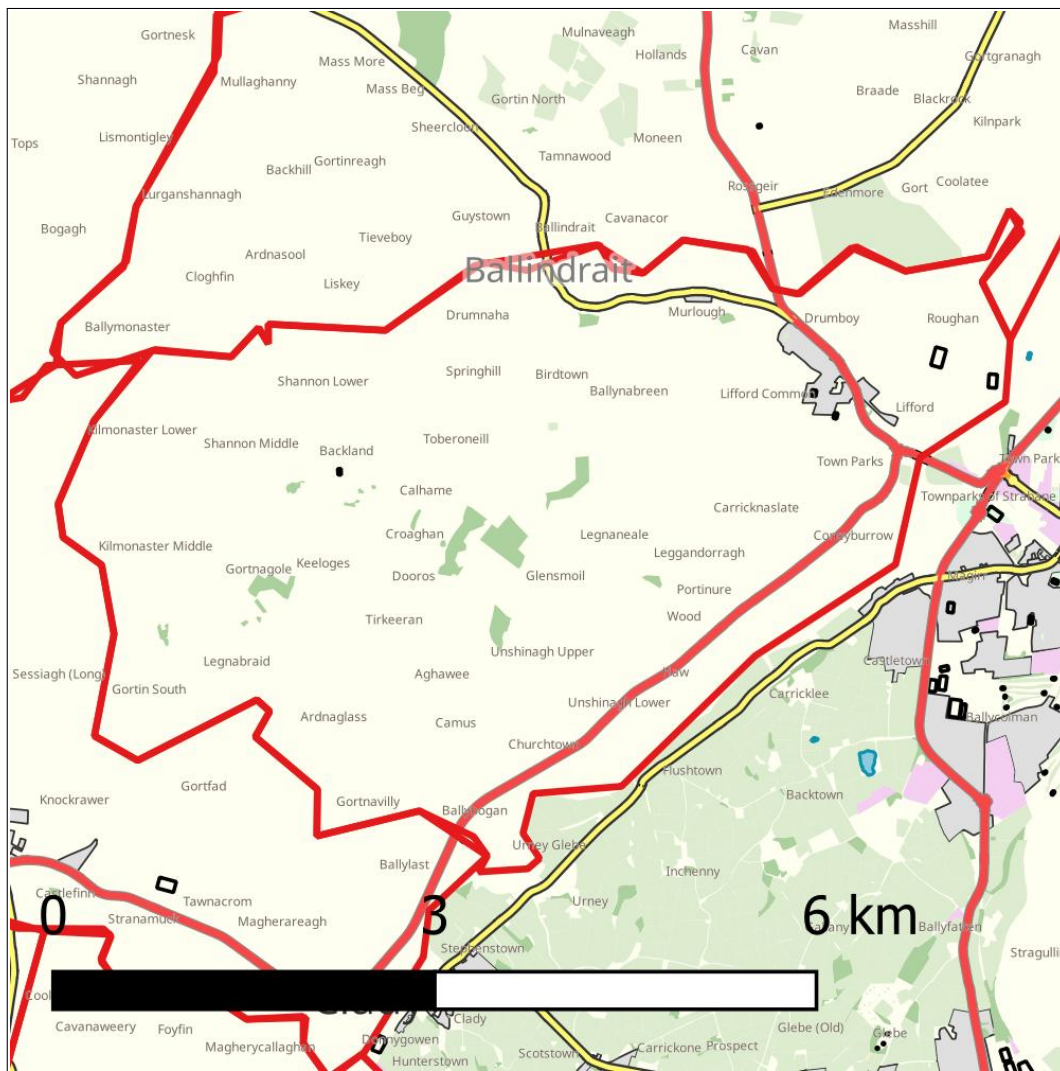 Gortnesk
Masshill
Mulnaveagh
Hollands
Cavan
Gortgranagh
Mass More
Shannagh
Mullaghanny
Mass Beg
Braade
Blackrock
Gortin North
Kilnpark
Sheercloon
Tops
Lismontigley
Moneen
Tamnawood
Gortinreagh
Backhill
Lurganshannagh
Rossgeir
Edenmore
Gort
Coolatee
Guystown
Cavanacor
Bogagh
Tieveboy
Ballindrait
Ardnasool
Cloghfin
Liskey
Ballindrait
Ballymonaster
Drumnaha
Murlough
Drumboy
Roughan
Shannon Lower
Springhill
Birdtown
Ballynabreen
Lifford Common
Lifford
Kilmonaster Lower
Shannon Middle
Toberoneill
Backland
Town Parks
Town Park
Calhame
Townparks of Strabane
Carricknaslate
Croaghan
Legnaneale
Coneyburrow
Kilmonaster Middle
Leggandorragh
Keeloges
Gortnagole
Dooros
Glensmoil
Magirr
Portinure
Tirkeeran
Wood
Unshinagh Upper
Legnabraid
Castletown
Sessiagh (Long)
Aghawee
Haw
Gortin South
Carricklee
Unshinagh Lower
Ardnaglass
Camus
Ballycolman
Churchtown
Flushtown
Gortfad
Backtown
Knockrawer
Gortnavilly
Ballybogan
Urney Glebe
Ballylast
Inchenny
Castlefinn
Tawnacrom
Urney
0
3
6 km
Stranamuck
Magherareagh
Ballyfatten
Stephenstown
Stragulli
Cavanaweery
Foyfin
Clady
Glebe (Old)
Glebe
Magherycallaghan
Donnygowen
Hunterstown
Scotstown
Carrickone
Prospect